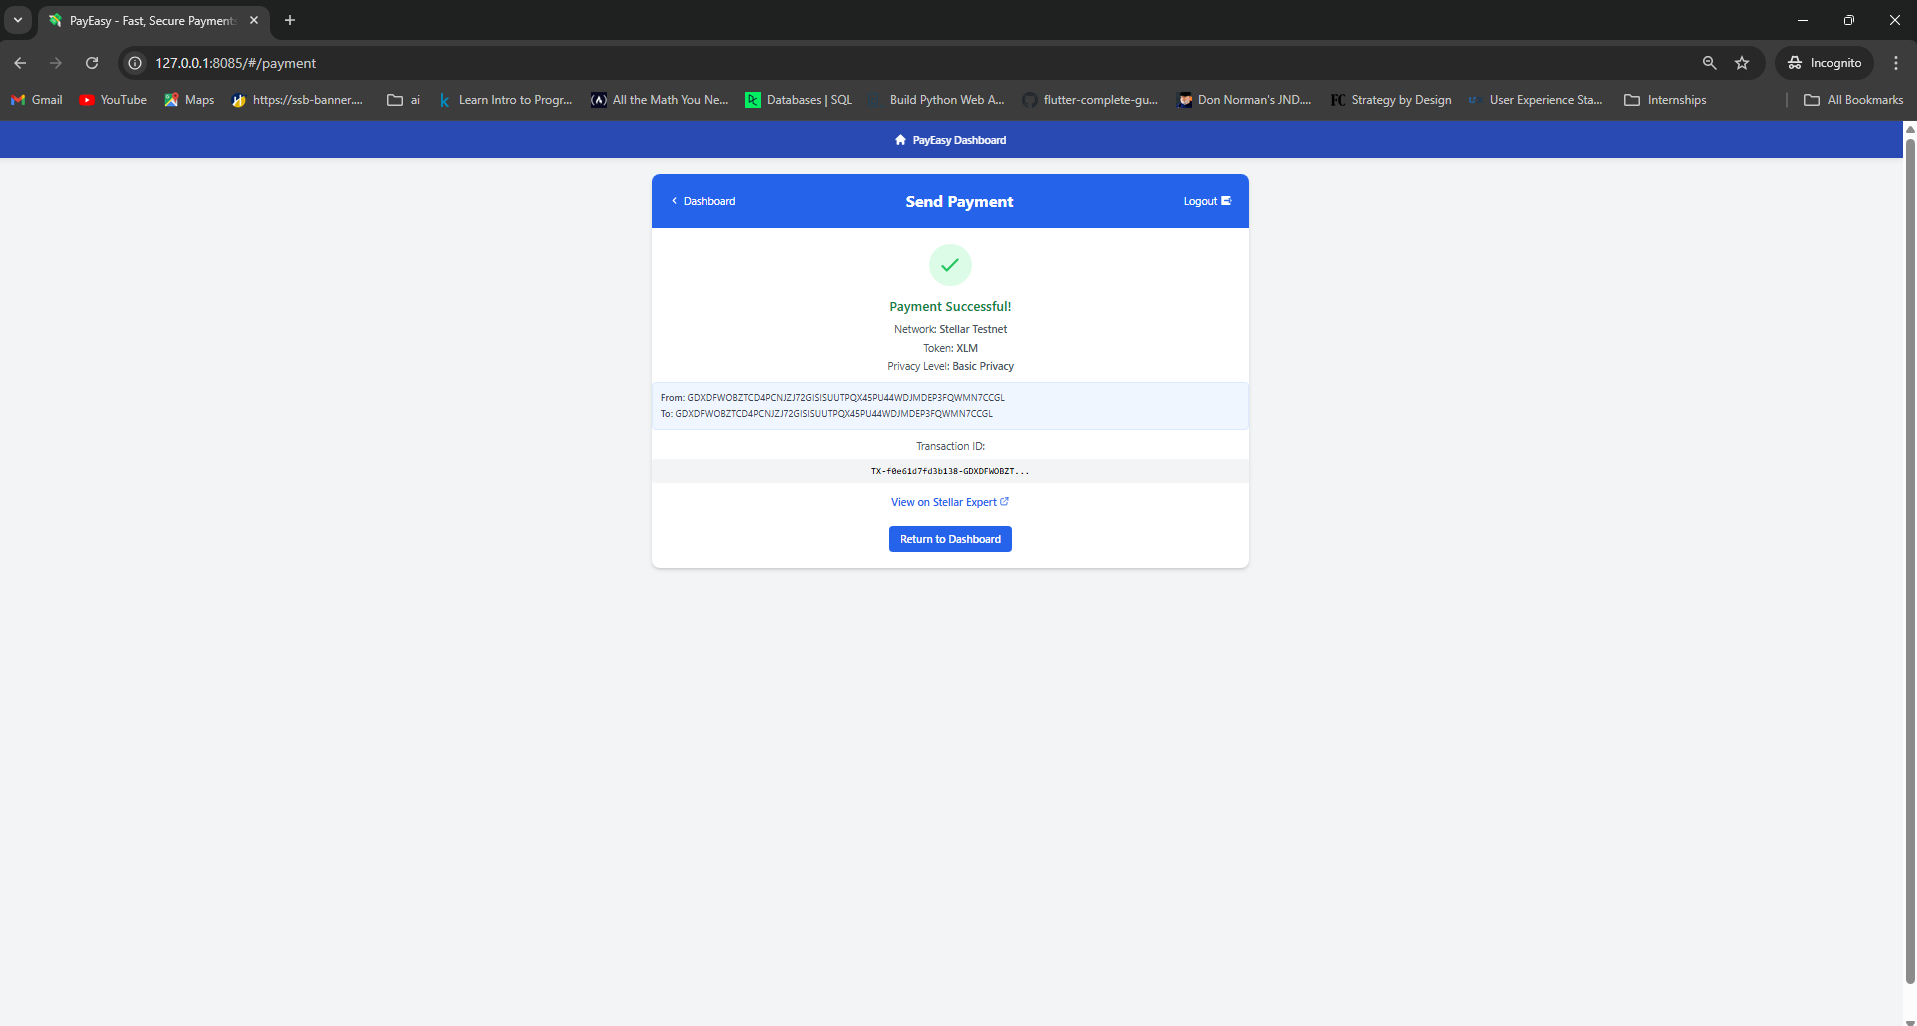 PayEasy - Fast, Secure Payments
127.0.0.1:8085/#/payment
Incognito
Gmail
YouTube
Maps
https://ssb-banner....
ai
Learn Intro to Progr...
All the Math You Ne...
Databases | SQL
Build Python Web A...
flutter-complete-gu...
Don Norman's JND....
FC Strategy by Design
User Experience Sta...
Internships
All Bookmarks
PayEasy Dashboard
Dashboard
Send Payment
Logout
Payment Successful!
Network: Stellar Testnet
Token: XLM
Privacy Level: Basic Privacy
From: GDXDFWOBZTCD4PCNJZJ72GISISUUTPQX45PU44WDJMDEP3FQWMN7CCGL
To: GDXDFWOBZTCD4PCNJZJ72GISISUUTPQX45PU44WDJMDEP3FQWMN7CCGL
Transaction ID:
TX-f0e61d7fd3b138-GDXDFWOBZT...
View on Stellar Expert
Return to Dashboard